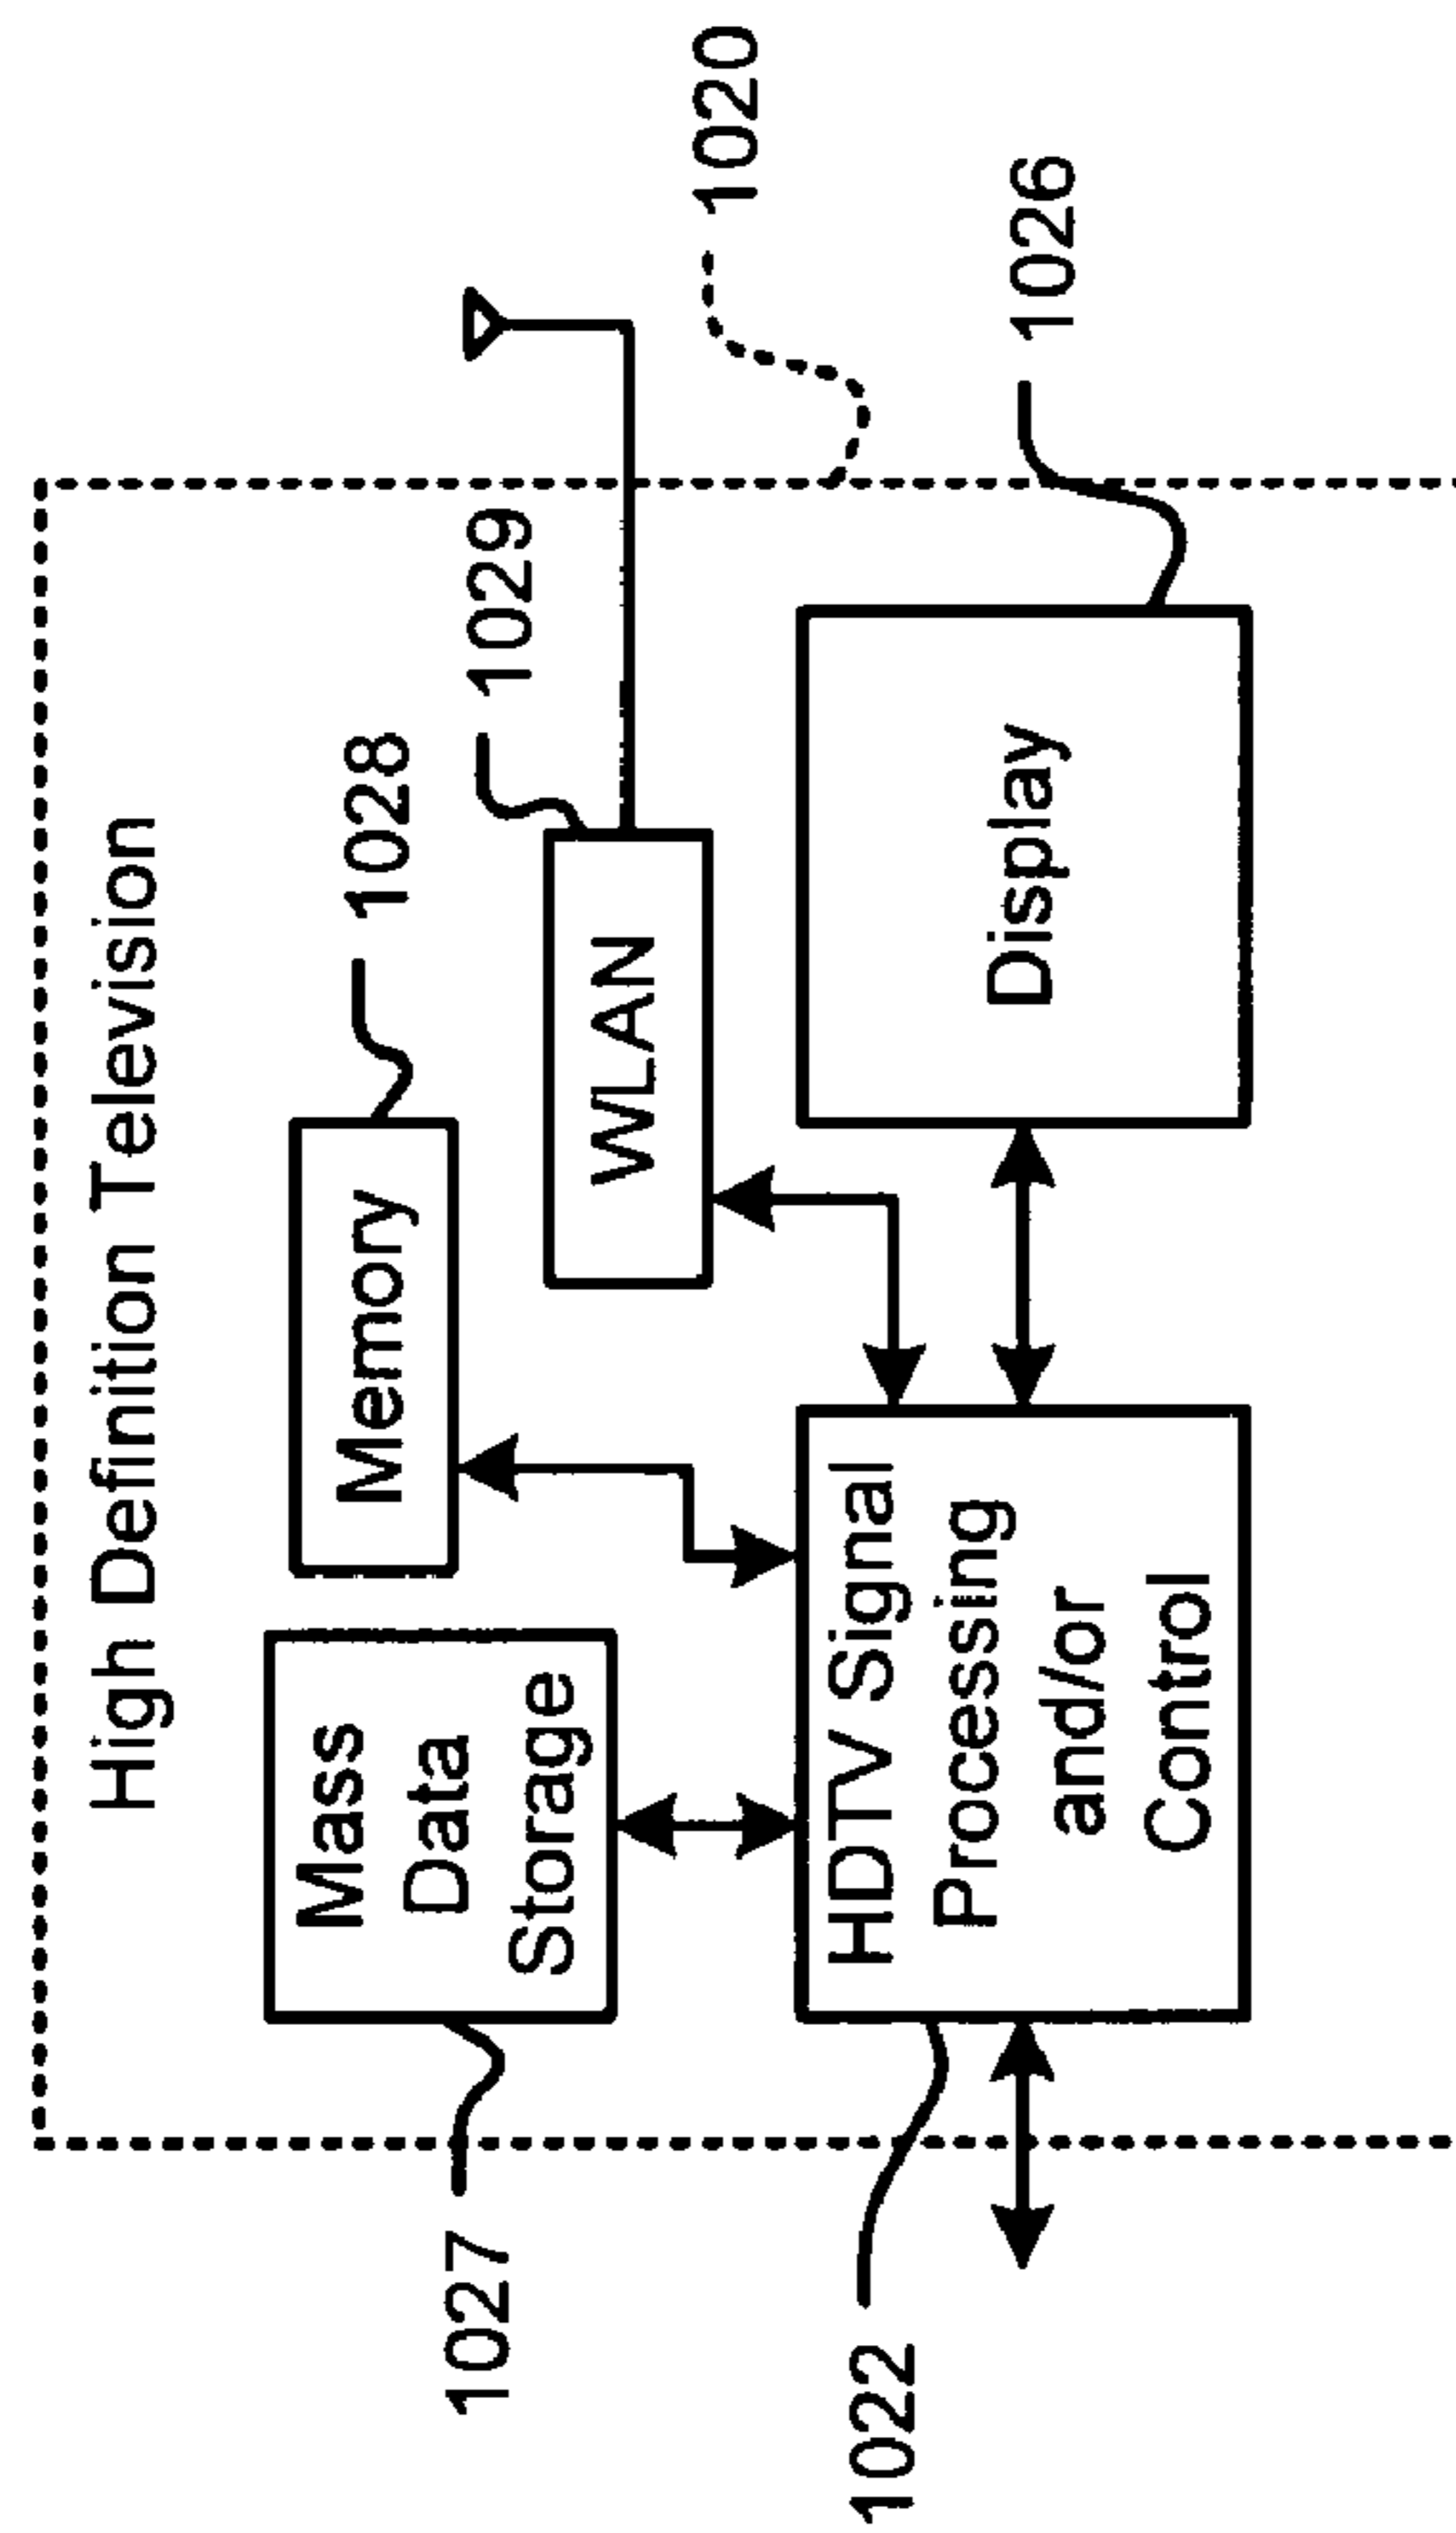 High Definition Television
1027
Mass
Data
Storage
Memory
1028
WLAN
1029
1020
1022
HDTV Signal
Processing
and/or
Control
Display
1026